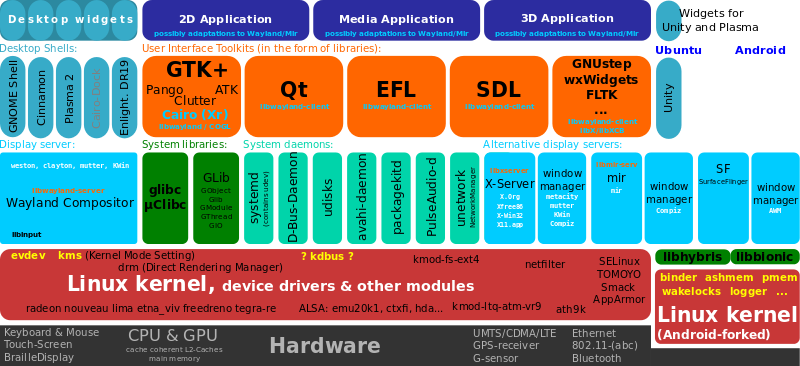 Desktop widgets
2D Application
possibly adaptations to Wayland/Mir
Media Application
possibly adaptations to Wayland/Mir
3D Application
possibly adaptations to Wayland/Mir
Widgets for
Unity and Plasma
Desktop Shells:
User Interface Toolkits (in the form of libraries):
Ubuntu
Android
GNOME Shell
Cinnamon
Plasma 2
Cairo Dock
Enlight. DR19
GTK+
Pango
ATK
Clutter
Cairo (Xr)
Qt
EFL
SDL
GNUstep
wxWidgets
FLTK
...
Unity
Display server:
System libraries:
System daemons:
Alternative display servers:
weston, clayton, mutter, KWin
Wayland Compositor
libinput
glibc
µClibc
GLib
GObject
Glib
GModule
GThread
GIO
systemd
(contains udev)
D-Bus-Daemon
udisks
avahi-daemon
packagekitd
PulseAudio-d
unetwork
NetworkManager
X-Server
X.Org
Xfree86
X-Win32
X11.app
window
manager
metacity
mutter
KWin
Compiz
mir
mir
window
manager
Compiz
SF
SurfaceFlinger
window
manager
AWM
evdev
kms (Kernel Mode Setting)
drm (Direct Rendering Manager)
? kdbus ?
kmod-fs-ext4
netfilter
SELinux
TOMOYO
Smack
AppArmor
Linux kernel, device drivers & other modules
radeon nouveau lima etna_viv freedreno tegra-re
ALSA: emu20k1, ctxfi, hda...
kmod-ltq-atm-vr9
ath9k
libhybris
libbionic
binder ashmem pmem
wakelocks logger ...
Linux kernel
(Android-forked)
Keyboard & Mouse
Touch-Screen
BrailleDisplay
CPU & GPU
cache coherent L2-Caches
main memory
Hardware
UMTS/CDMA/LTE
GPS-receiver
G-sensor
Ethernet
802.11-(abc)
Bluetooth